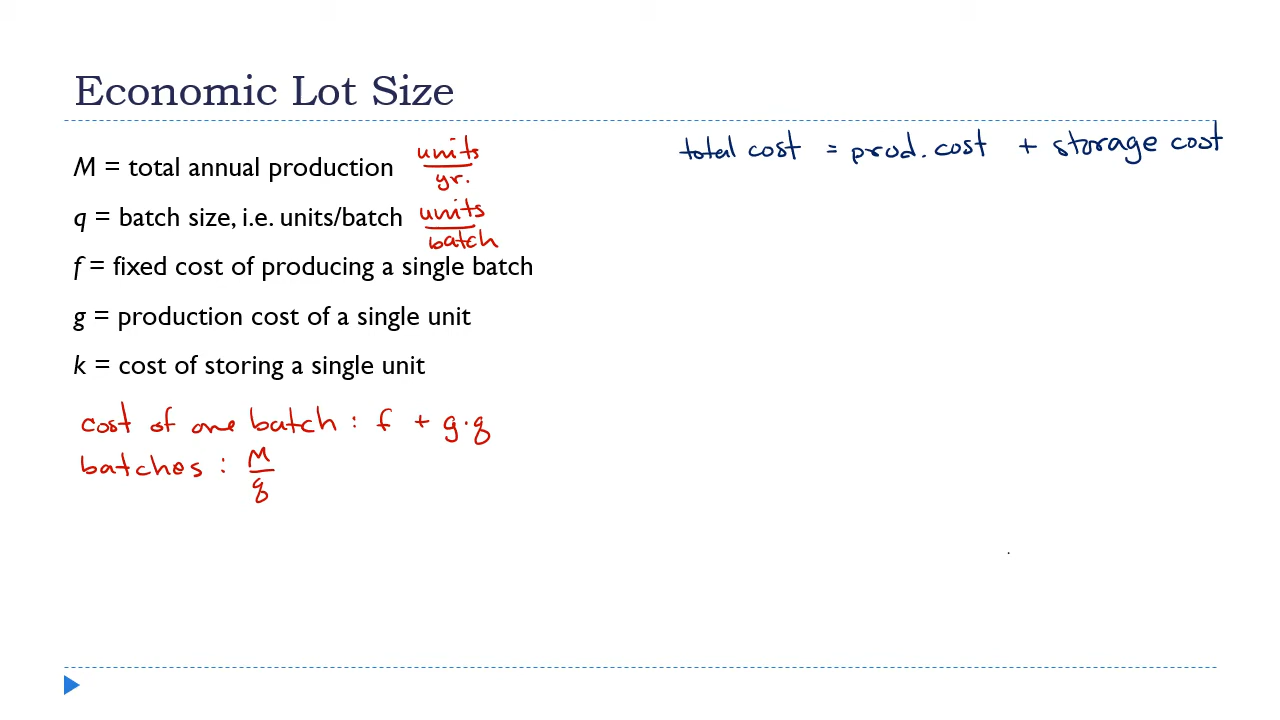 Economic Lot Size
total cost = prod. cost + storage cost
M = total annual production units/yr.
q = batch size, i.e. units/batch units/batch
f = fixed cost of producing a single batch
g = production cost of a single unit
k = cost of storing a single unit
cost of one batch : f + g·q
batches : M/q